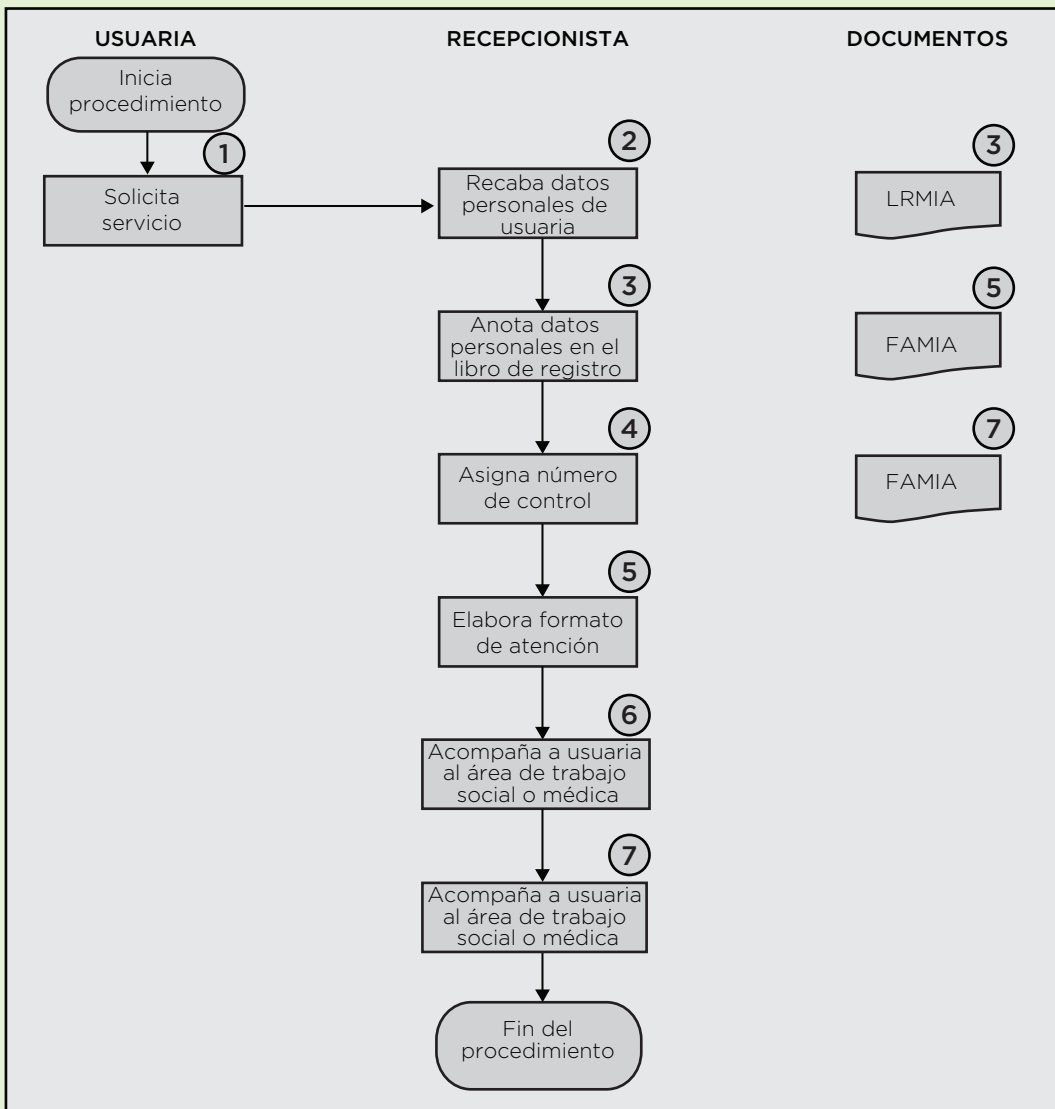 USUARIA
RECEPCIONISTA
DOCUMENTOS
Inicia
procedimiento
1
Solicita
servicio
2
Recaba datos
personales de
usuaria
3
LRMIA
3
Anota datos
personales en el
libro de registro
5
FAMIA
4
Asigna número
de control
7
FAMIA
5
Elabora formato
de atención
6
Acompaña a usuaria
al área de trabajo
social o médica
7
Acompaña a usuaria
al área de trabajo
social o médica
Fin del
procedimiento